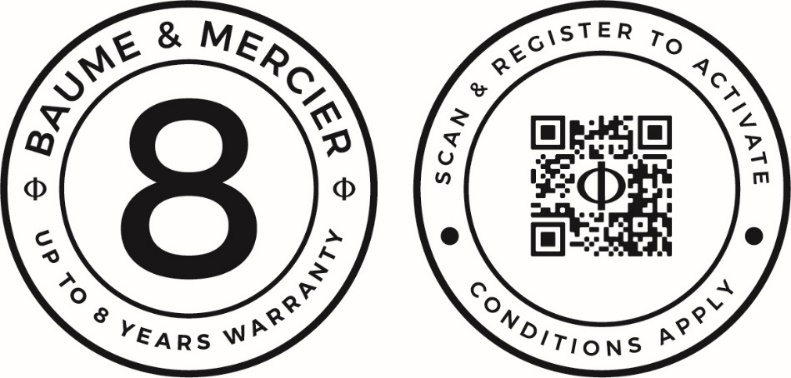 BAUME & MERCIER
Φ 8 Φ
UP TO 8 YEARS WARRANTY
SCAN & REGISTER TO ACTIVATE
Φ
CONDITIONS APPLY